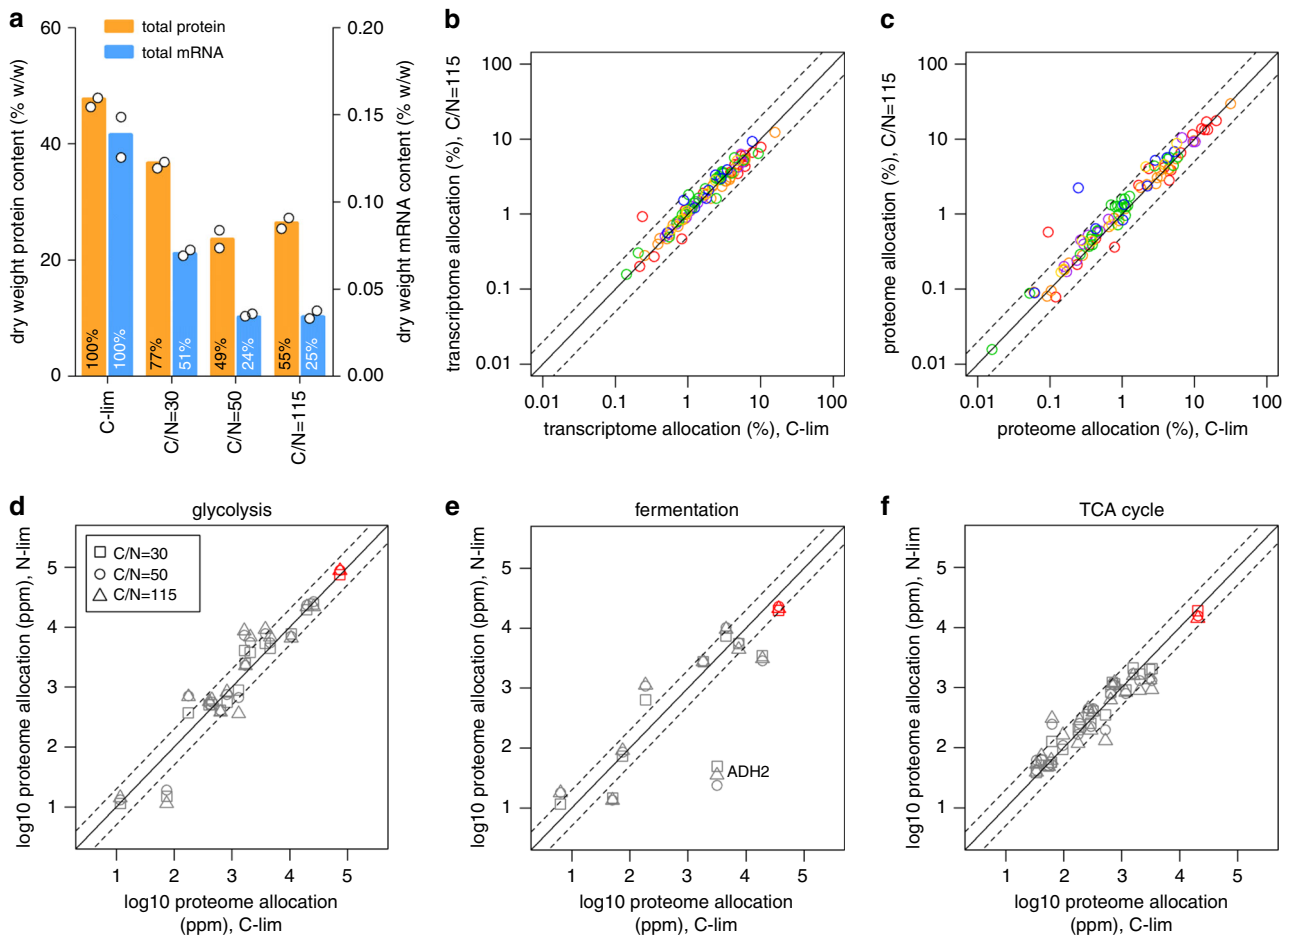 a
total protein
total mRNA
dry weight protein content (% w/w)
60
40
20
0
100%
100%
77%
51%
49%
24%
55%
25%
0.20
0.15
0.10
0.05
0.00
dry weight mRNA content (% w/w)
C-lim
C/N=30
C/N=50
C/N=115
b
transcriptome allocation (%), C/N=115
100
10
1
0.1
0.01
0.01
0.1
1
10
100
transcriptome allocation (%), C-lim
c
proteome allocation (%), C/N=115
100
10
1
0.1
0.01
0.01
0.1
1
10
100
proteome allocation (%), C-lim
d
glycolysis
C/N=30
C/N=50
C/N=115
log10 proteome allocation (ppm), N-lim
5
4
3
2
1
1
2
3
4
5
log10 proteome allocation
(ppm), C-lim
e
fermentation
log10 proteome allocation (ppm), N-lim
5
4
3
2
1
ADH2
1
2
3
4
5
log10 proteome allocation
(ppm), C-lim
f
TCA cycle
log10 proteome allocation (ppm), N-lim
5
4
3
2
1
1
2
3
4
5
log10 proteome allocation
(ppm), C-lim